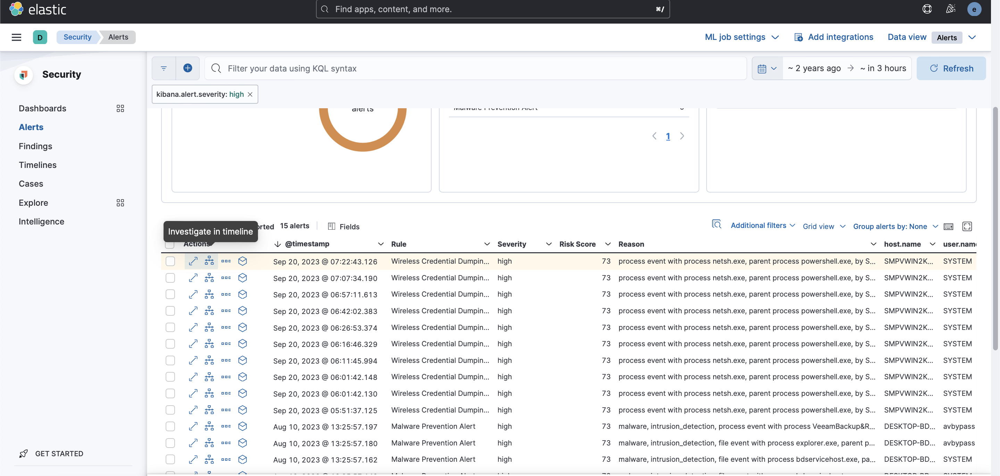 elastic
Find apps, content, and more. ⌘/
e
D Security Alerts ML job settings Add integrations Data view Alerts
Security
Filter your data using KQL syntax ~ 2 years ago → ~ in 3 hours Refresh
kibana.alert.severity: high ×
Dashboards
Alerts
Findings
Timelines
Cases
Explore
Intelligence
GET STARTED
alerts
Malware Prevention Alert
1
Investigate in timeline
15 alerts Fields Additional filters Grid view Group alerts by: None
Actions @timestamp Rule Severity Risk Score Reason host.name
Sep 20, 2023 @ 07:22:43.126 Wireless Credential Dumpin... high 73 process event with process netsh.exe, parent process powershell.exe, by S... SMPVWIN2K... SYSTEM
Sep 20, 2023 @ 07:07:34.190 Wireless Credential Dumpin... high 73 process event with process netsh.exe, parent process powershell.exe, by S... SMPVWIN2K... SYSTEM
Sep 20, 2023 @ 06:57:11.613 Wireless Credential Dumpin... high 73 process event with process netsh.exe, parent process powershell.exe, by S... SMPVWIN2K... SYSTEM
Sep 20, 2023 @ 06:42:02.383 Wireless Credential Dumpin... high 73 process event with process netsh.exe, parent process powershell.exe, by S... SMPVWIN2K... SYSTEM
Sep 20, 2023 @ 06:26:53.374 Wireless Credential Dumpin... high 73 process event with process netsh.exe, parent process powershell.exe, by S... SMPVWIN2K... SYSTEM
Sep 20, 2023 @ 06:16:46.329 Wireless Credential Dumpin... high 73 process event with process netsh.exe, parent process powershell.exe, by S... SMPVWIN2K... SYSTEM
Sep 20, 2023 @ 06:11:45.994 Wireless Credential Dumpin... high 73 process event with process netsh.exe, parent process powershell.exe, by S... SMPVWIN2K... SYSTEM
Sep 20, 2023 @ 06:01:42.148 Wireless Credential Dumpin... high 73 process event with process netsh.exe, parent process powershell.exe, by S... SMPVWIN2K... SYSTEM
Sep 20, 2023 @ 06:01:42.130 Wireless Credential Dumpin... high 73 process event with process netsh.exe, parent process powershell.exe, by S... SMPVWIN2K... SYSTEM
Sep 20, 2023 @ 05:51:37.125 Wireless Credential Dumpin... high 73 process event with process netsh.exe, parent process powershell.exe, by S... SMPVWIN2K... SYSTEM
Aug 10, 2023 @ 13:25:57.197 Malware Prevention Alert high 73 malware, intrusion_detection, process event with process VeeamBackup&R... DESKTOP-BD... avbypass
Aug 10, 2023 @ 13:25:57.180 Malware Prevention Alert high 73 malware, intrusion_detection, file event with process explorer.exe, parent p... DESKTOP-BD... avbypass
Aug 10, 2023 @ 13:25:57.162 Malware Prevention Alert high 73 malware, intrusion_detection, file event with process bdservicehost.exe, pa... DESKTOP-BD... SYSTEM